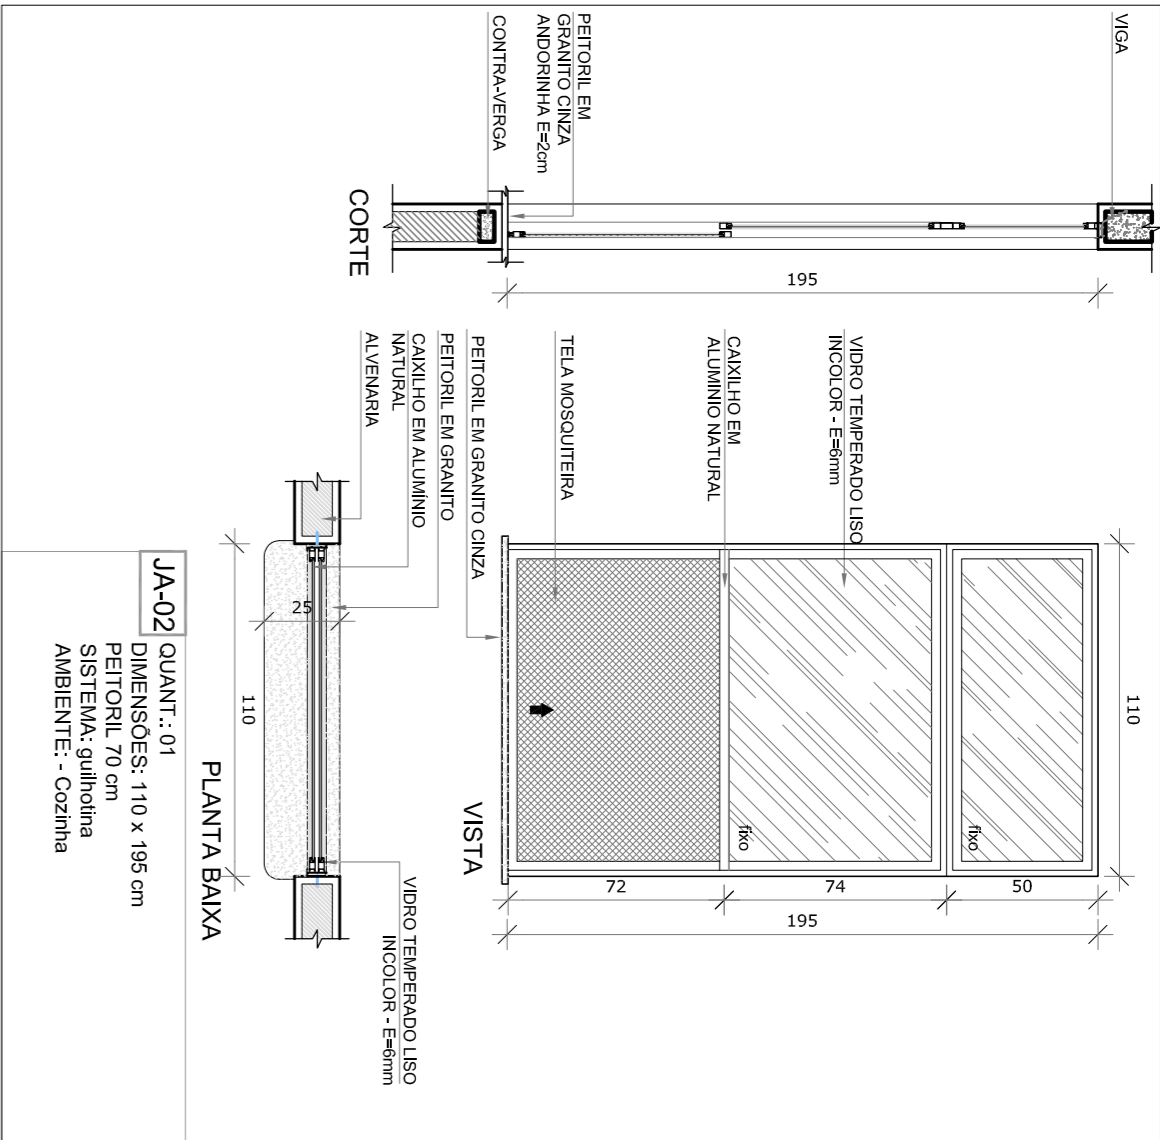 VIGA
PEITORIL EM
GRANITO CINZA
ANDORINHA E=2cm
CONTRA-VERGA
CORTE
195
VIDRO TEMPERADO LISO
INCOLOR - E=6mm
CAIXILHO EM
ALUMINIO NATURAL
TELA MOSQUITEIRA
PEITORIL EM GRANITO CINZA
110
fixo
fixo
50
74
72
195
VISTA
PEITORIL EM GRANITO
CAIXILHO EM ALUMÍNIO
NATURAL
ALVENARIA
25
110
VIDRO TEMPERADO LISO
INCOLOR - E=6mm
PLANTA BAIXA
JA-02
QUANT.: 01
DIMENSÕES: 110 x 195 cm
PEITORIL 70 cm
SISTEMA: guilhotina
AMBIENTE: - Cozinha